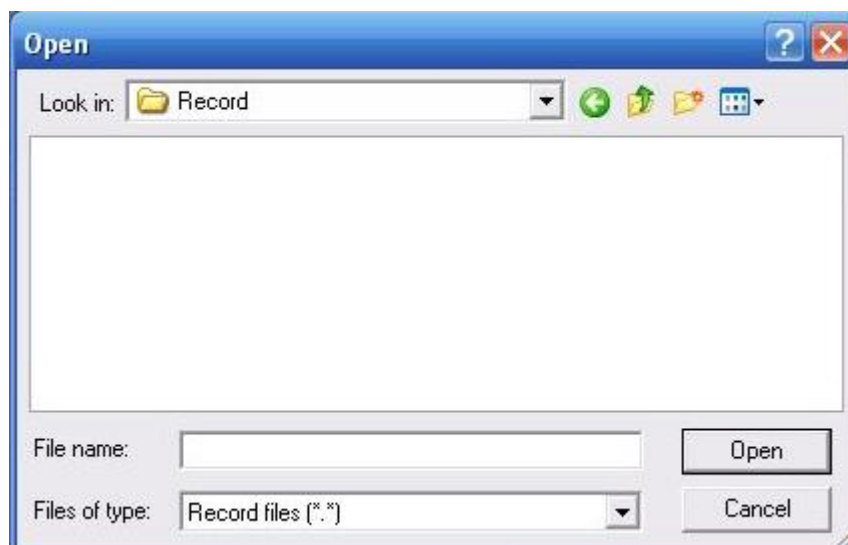 Open
Look in: Record
File name: Open
Files of type: Record files (*.*) Cancel